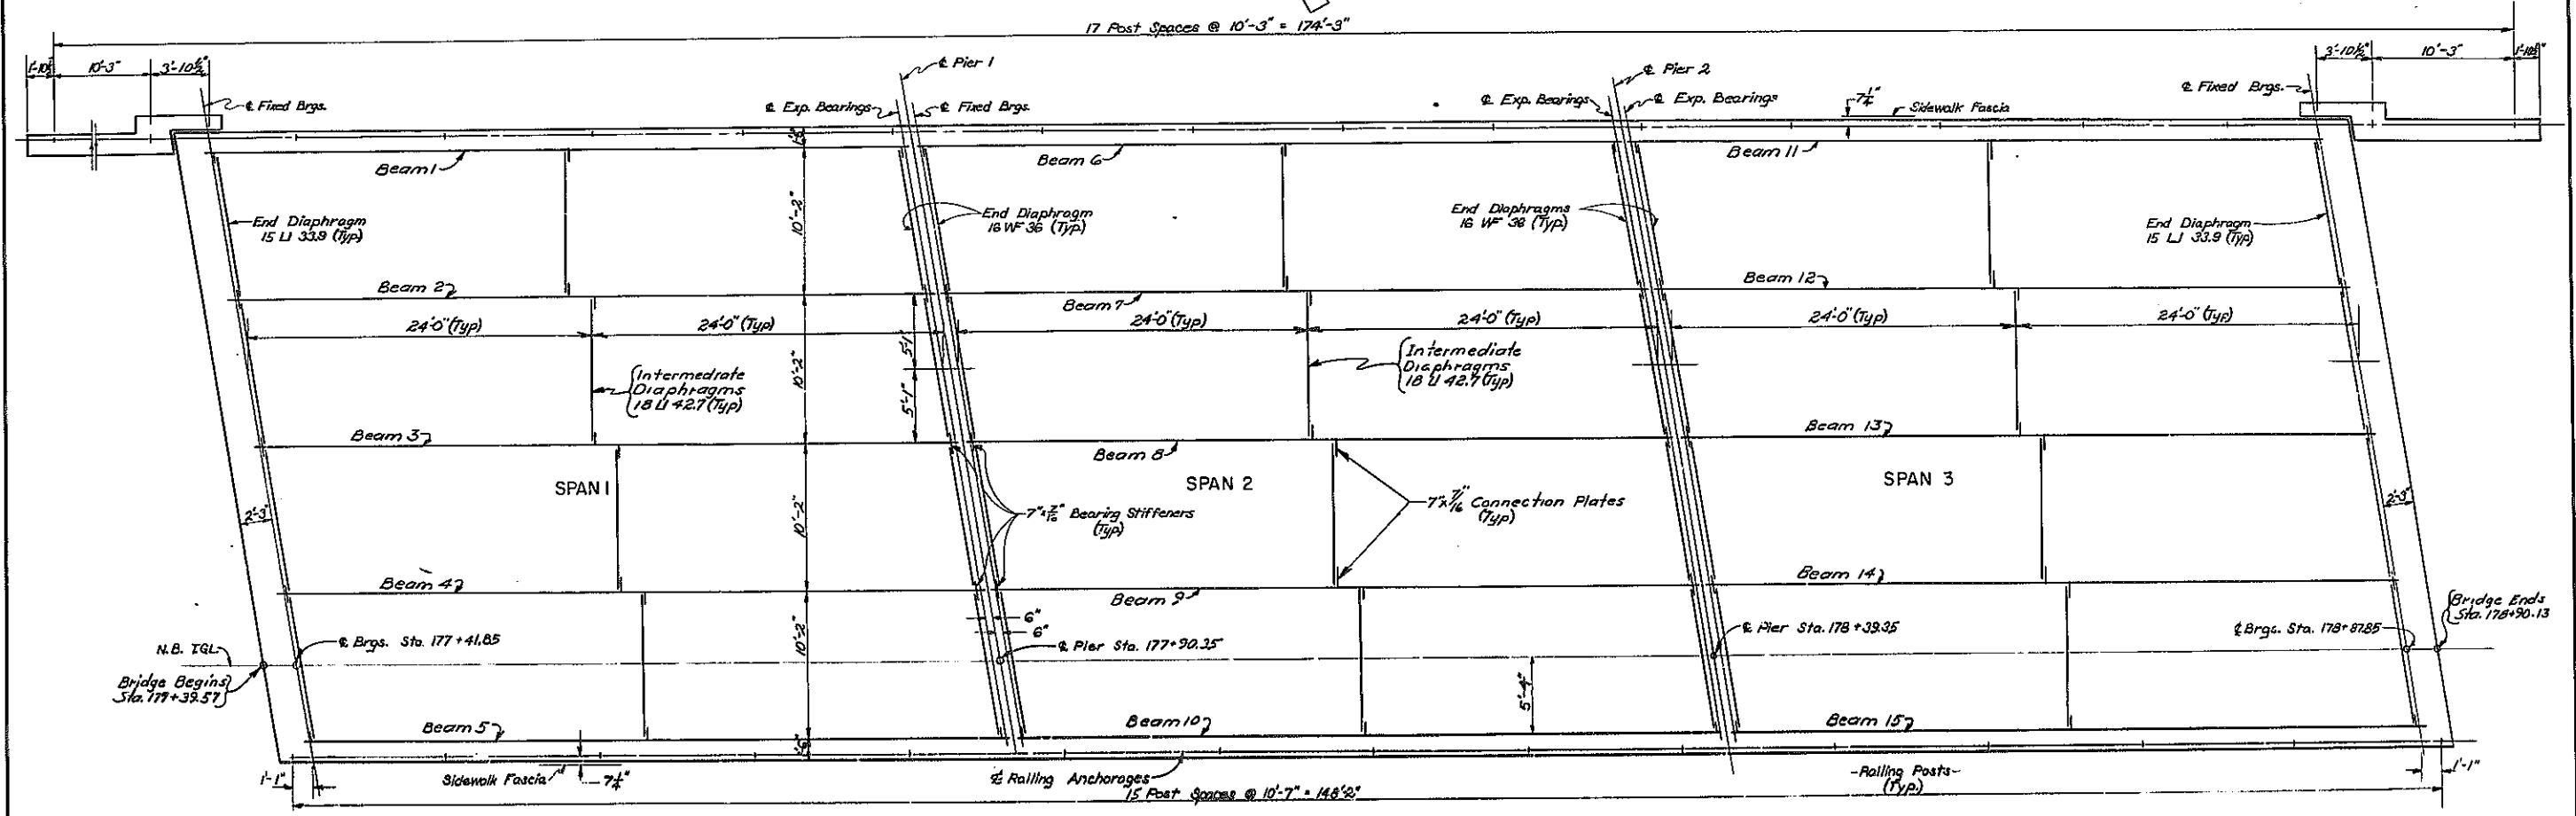 17 Post Spaces @ 10'-3" = 174'-3"
10'-3"
3'-10½"
3'-10½"
10'-3"
℄ Pier 1
℄ Pier 2
℄ Fixed Brgs.
℄ Exp. Bearings
℄ Fixed Brgs.
℄ Exp. Bearings
℄ Exp. Bearings
7¼"
Sidewalk Fascia
℄ Fixed Brgs.
Beam 1
Beam 6
Beam 11
End Diaphragm
15 ⊔ 33.9 (Typ)
10'-2"
End Diaphragm
16 WF 36 (Typ)
End Diaphragms
16 WF 36 (Typ)
End Diaphragm
15 ⊔ 33.9 (Typ)
Beam 2
Beam 7
Beam 12
24'-0" (Typ)
24'-0" (Typ)
24'-0" (Typ)
24'-0" (Typ)
24'-0" (Typ)
24'-0" (Typ)
10'-2"
5'-1"
5'-1"
Intermediate
Diaphragms
18 ⊔ 42.7 (Typ)
Intermediate
Diaphragms
18 ⊔ 42.7 (Typ)
Beam 3
Beam 8
Beam 13
SPAN 1
SPAN 2
SPAN 3
2'-3"
10'-2"
7"x7/16" Bearing Stiffeners
(Typ)
7"x7/16" Connection Plates
(Typ)
2'-3"
Beam 4
Beam 9
Beam 14
6"
6"
10'-2"
N.B. TGL
℄ Brgs. Sta. 177+41.85
℄ Pier Sta. 177+90.35
℄ Pier Sta. 178+39.35
℄ Brgs. Sta. 178+87.85
Bridge Ends
Sta. 178+90.13
Bridge Begins
Sta. 177+39.57
5'-4"
Beam 5
Beam 10
Beam 15
1'-1"
Sidewalk Fascia
7¼"
℄ Railing Anchorages
Railing Posts
(Typ.)
1'-1"
15 Post Spaces @ 10'-7" = 148'-2"